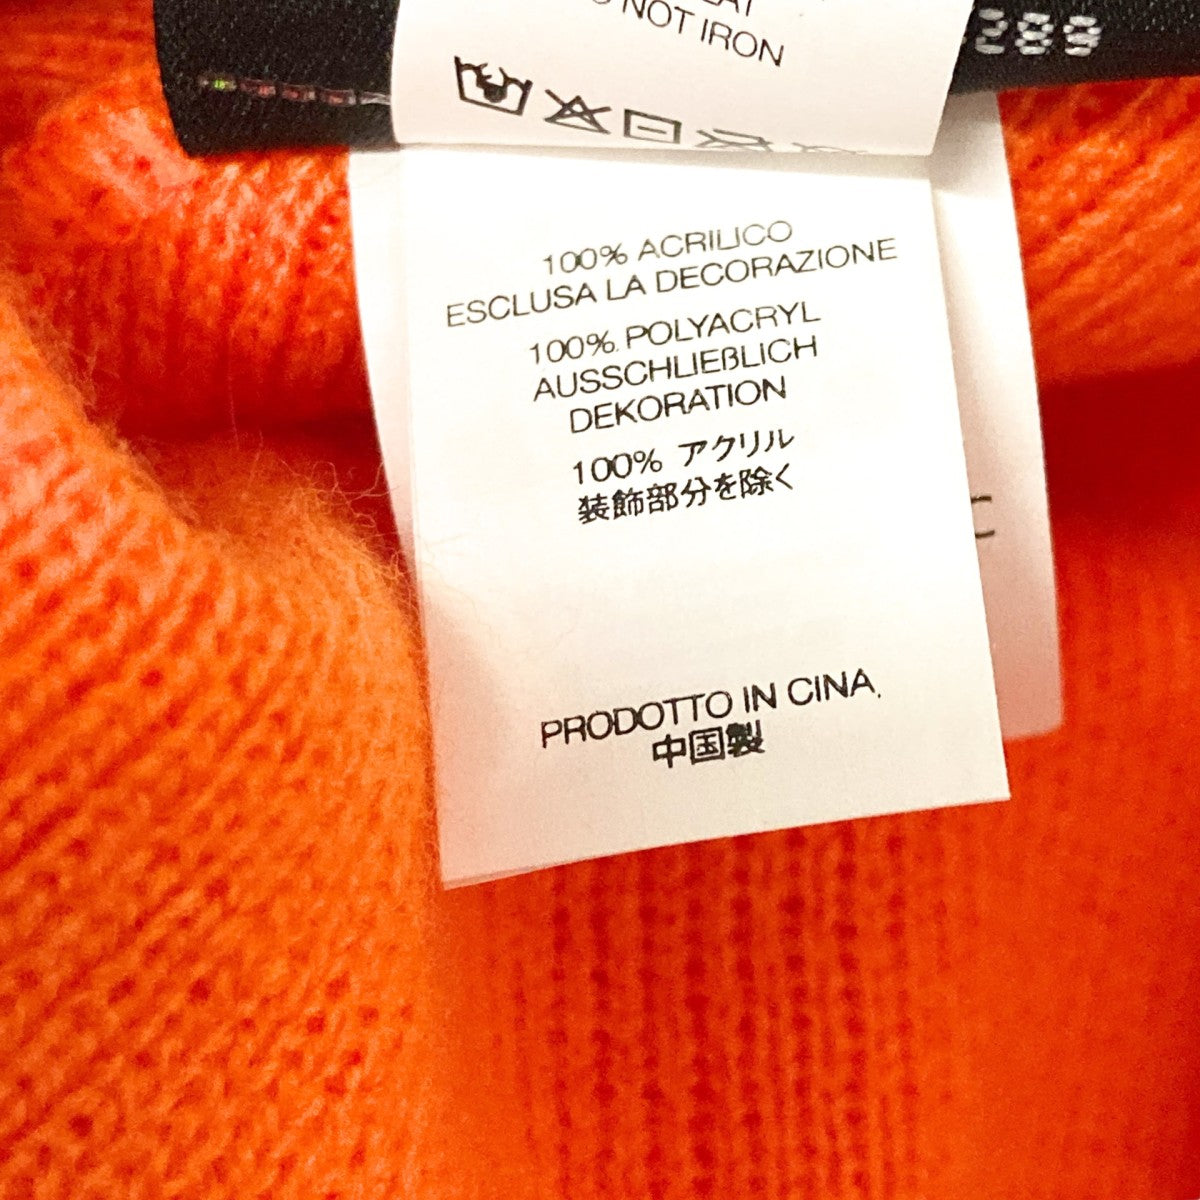 NOT IRON
289
100% ACRILICO
ESCLUSA LA DECORAZIONE
100% POLYACRYL
AUSSCHLIEßLICH
DEKORATION
100% アクリル
装飾部分を除く
PRODOTTO IN CINA.
中国製